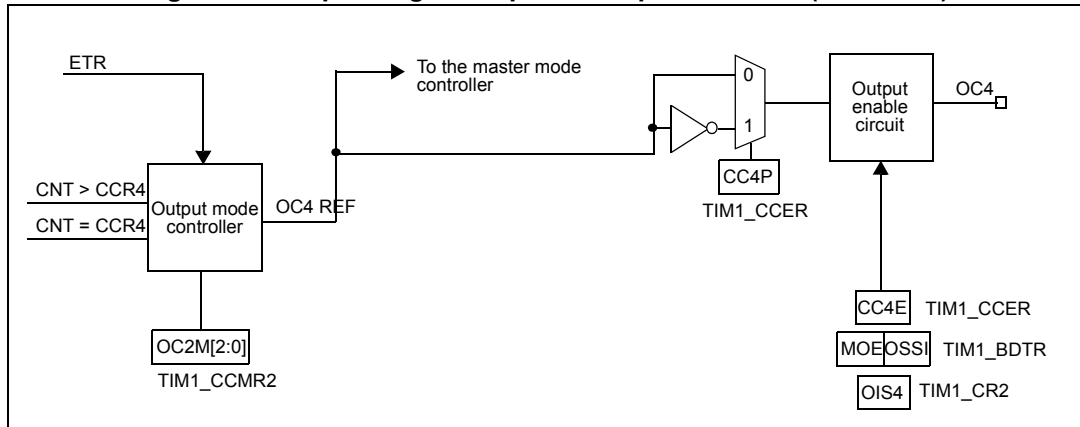 ETR
To the master mode
controller
0
1
Output
enable
circuit
OC4
CC4P
TIM1_CCER
CNT > CCR4
CNT = CCR4
Output mode
controller
OC4 REF
OC2M[2:0]
TIM1_CCMR2
CC4E TIM1_CCER
MOE OSSI TIM1_BDTR
OIS4 TIM1_CR2